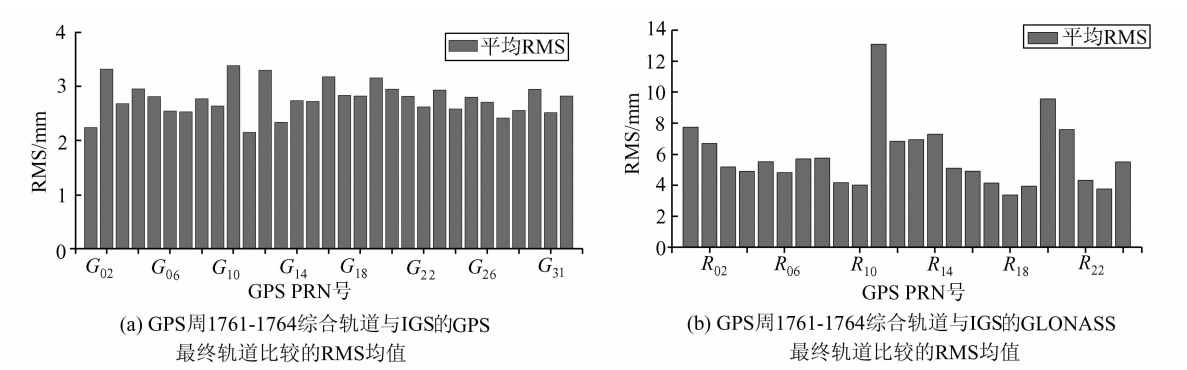 4
3
2
1
0
RMS/mm
平均RMS
G02 G06 G10 G14 G18 G22 G26 G31
GPS PRN号
(a) GPS周1761-1764综合轨道与IGS的GPS
最终轨道比较的RMS均值
14
12
10
8
6
4
2
0
RMS/mm
平均RMS
R02 R06 R10 R14 R18 R22
GPS PRN号
(b) GPS周1761-1764综合轨道与IGS的GLONASS
最终轨道比较的RMS均值